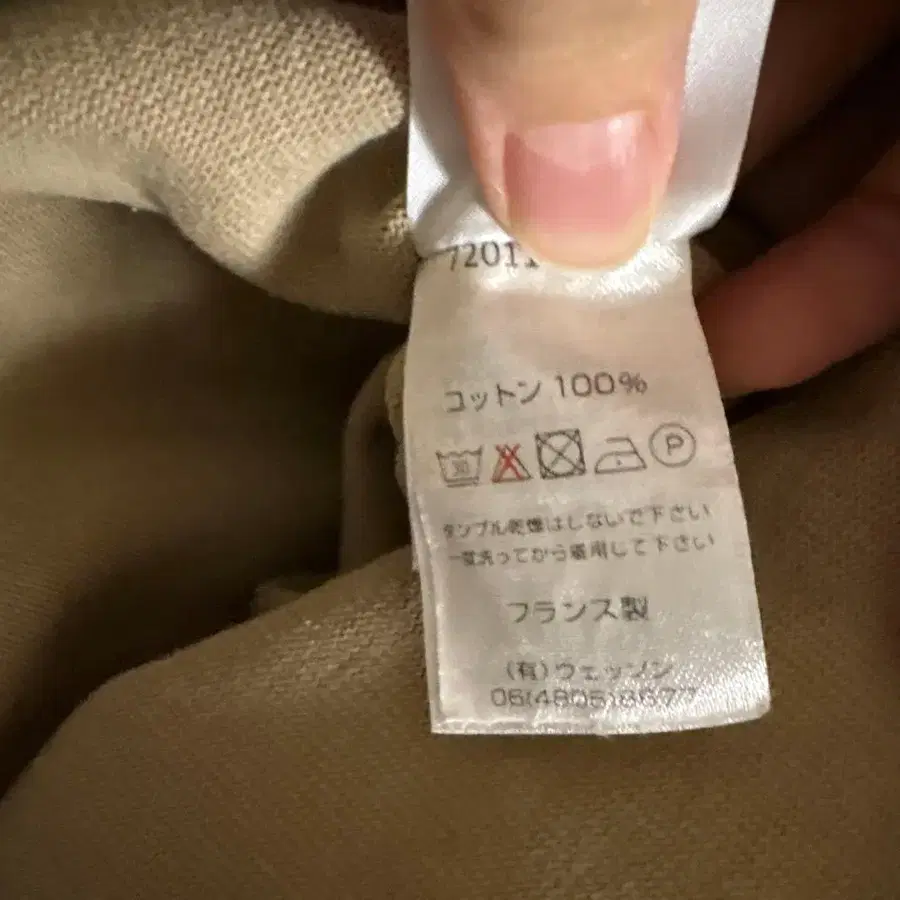 72011
コットン 100%
30
P
タンブル乾燥はしないで下さい
一度洗ってから着用して下さい
フランス製
(有)ウェッソン
06(4805)8677